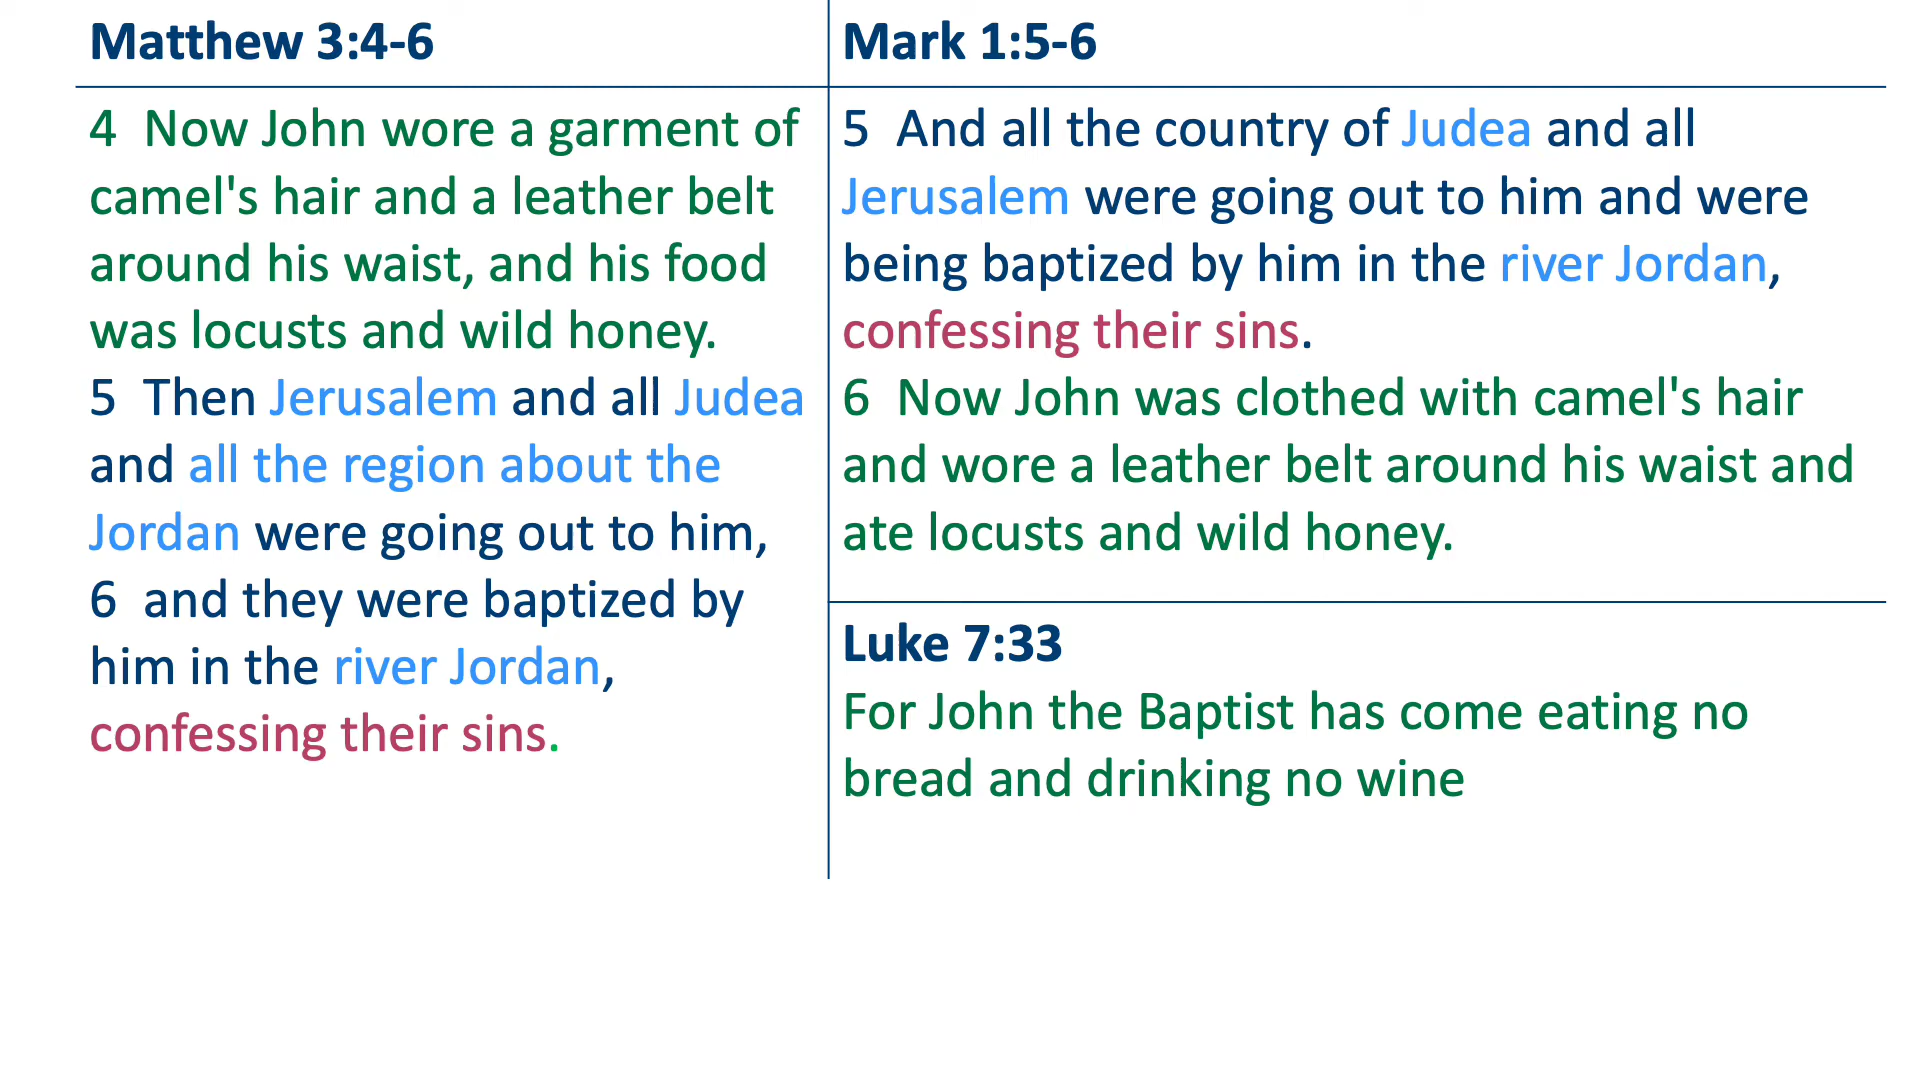 Matthew 3:4-6
4 Now John wore a garment of
camel's hair and a leather belt
around his waist, and his food
was locusts and wild honey.
5 Then Jerusalem and all Judea
and all the region about the
Jordan were going out to him,
6 and they were baptized by
him in the river Jordan,
confessing their sins.
Mark 1:5-6
5 And all the country of Judea and all
Jerusalem were going out to him and were
being baptized by him in the river Jordan,
confessing their sins.
6 Now John was clothed with camel's hair
and wore a leather belt around his waist and
ate locusts and wild honey.
Luke 7:33
For John the Baptist has come eating no
bread and drinking no wine